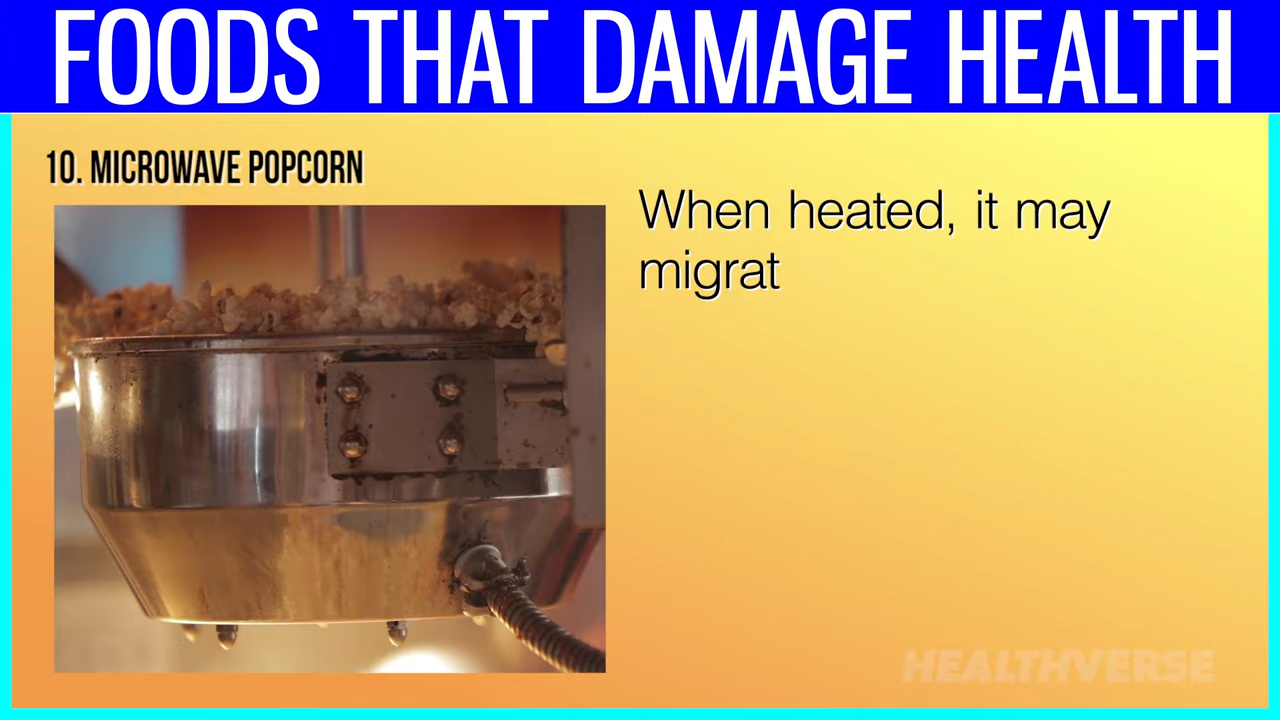 FOODS THAT DAMAGE HEALTH
10. MICROWAVE POPCORN
When heated, it may
migrat
HEALTHVERSE